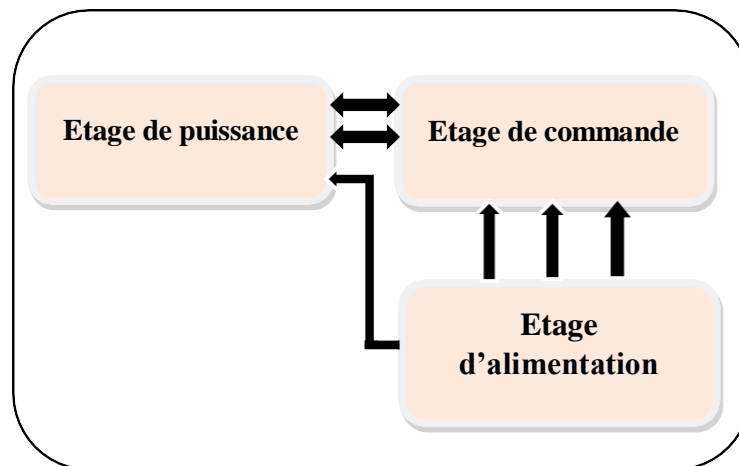 Etage de puissance
Etage de commande
Etage
d’alimentation